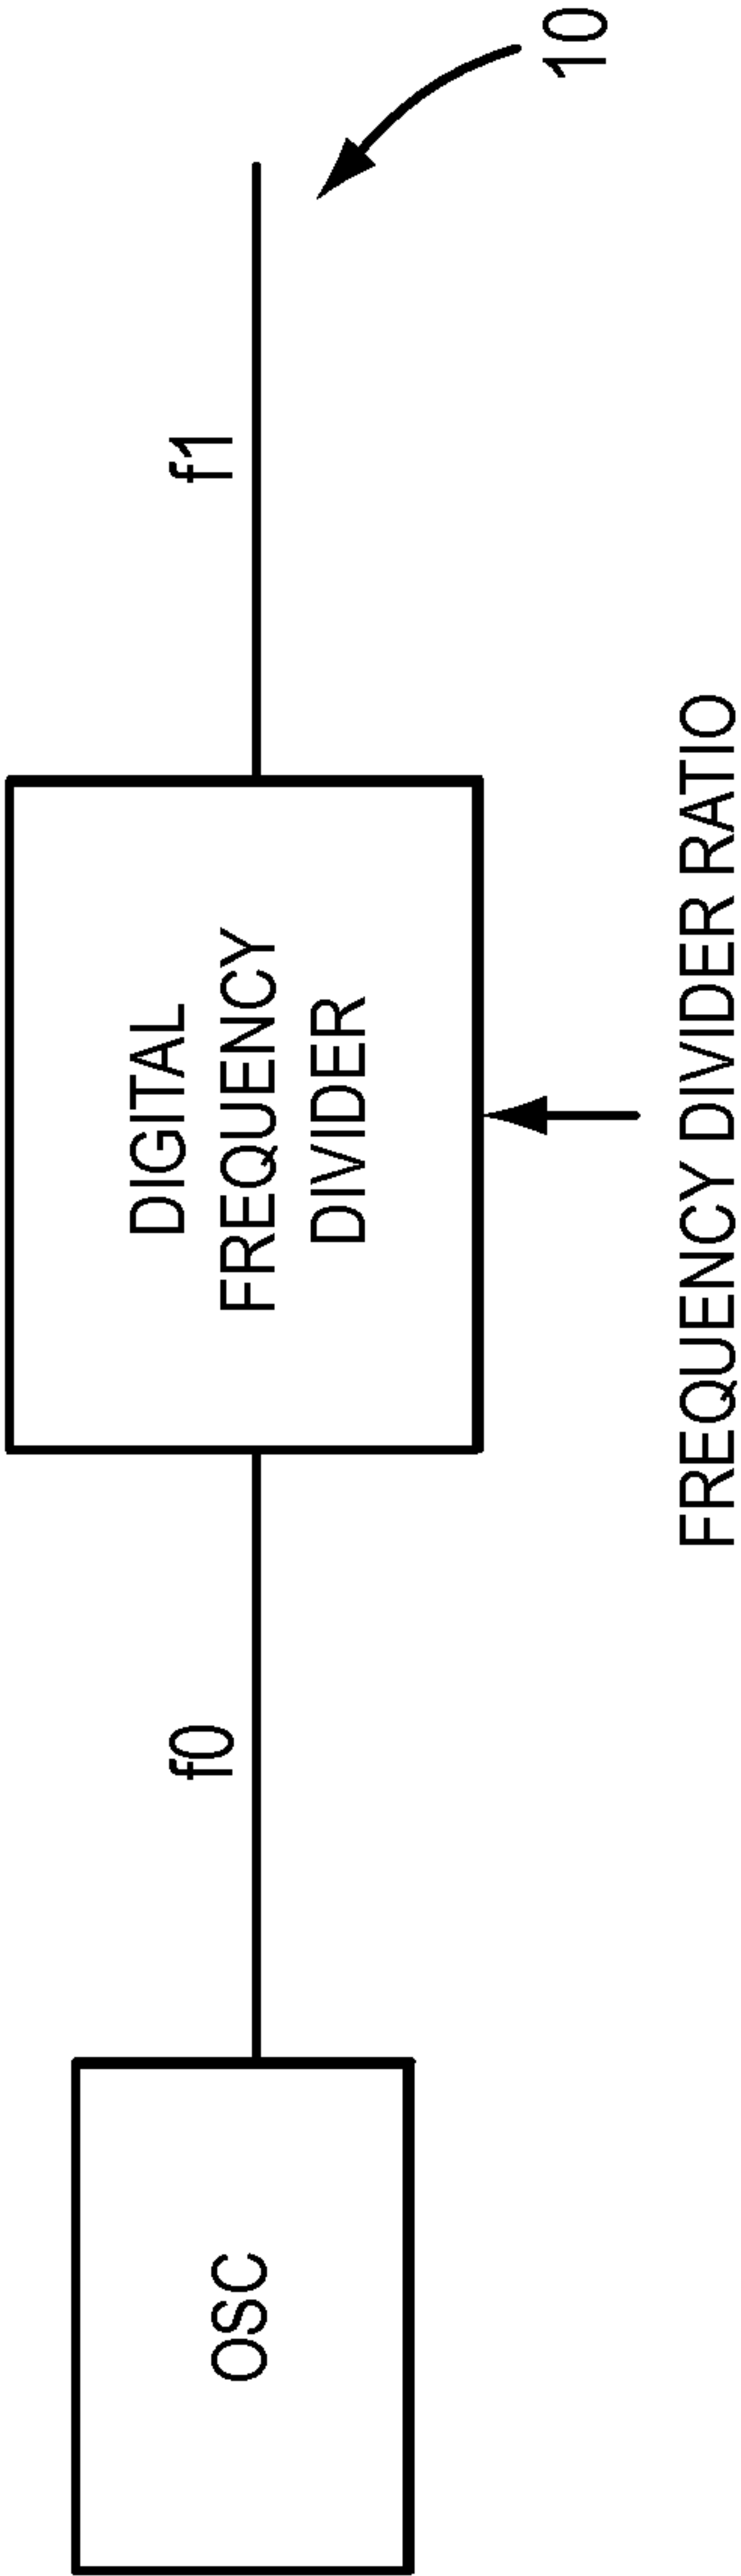 OSC
f0
DIGITAL
FREQUENCY
DIVIDER
f1
10
FREQUENCY DIVIDER RATIO